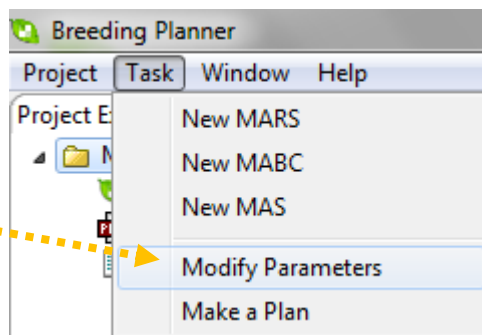 Breeding Planner
Project Task Window Help
Project E
New MARS
New MABC
New MAS
Modify Parameters
Make a Plan